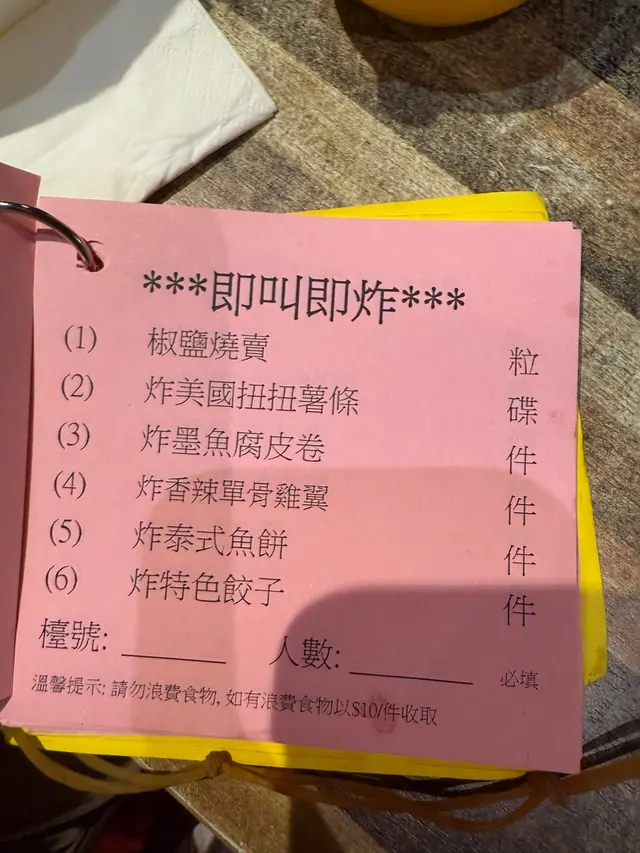 ***即叫即炸***
(1) 椒鹽燒賣 粒
(2) 炸美國扭扭薯條 碟
(3) 炸墨魚腐皮卷 件
(4) 炸香辣單骨雞翼 件
(5) 炸泰式魚餅 件
(6) 炸特色餃子 件
檯號: ________ 人數: __________ 必填
溫馨提示: 請勿浪費食物, 如有浪費食物以$10/件收取